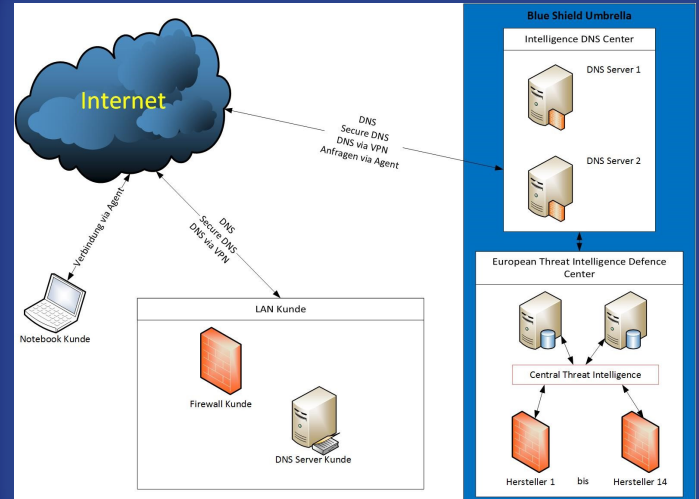 Blue Shield Umbrella
Intelligence DNS Center
DNS Server 1
DNS Server 2
Internet
DNS
Secure DNS
DNS via VPN
Anfragen via Agent
Verbindung via Agent
DNS
Secure DNS
DNS via VPN
European Threat Intelligence Defence
Center
Notebook Kunde
LAN Kunde
Firewall Kunde
DNS Server Kunde
Central Threat Intelligence
Hersteller 1 bis Hersteller 14